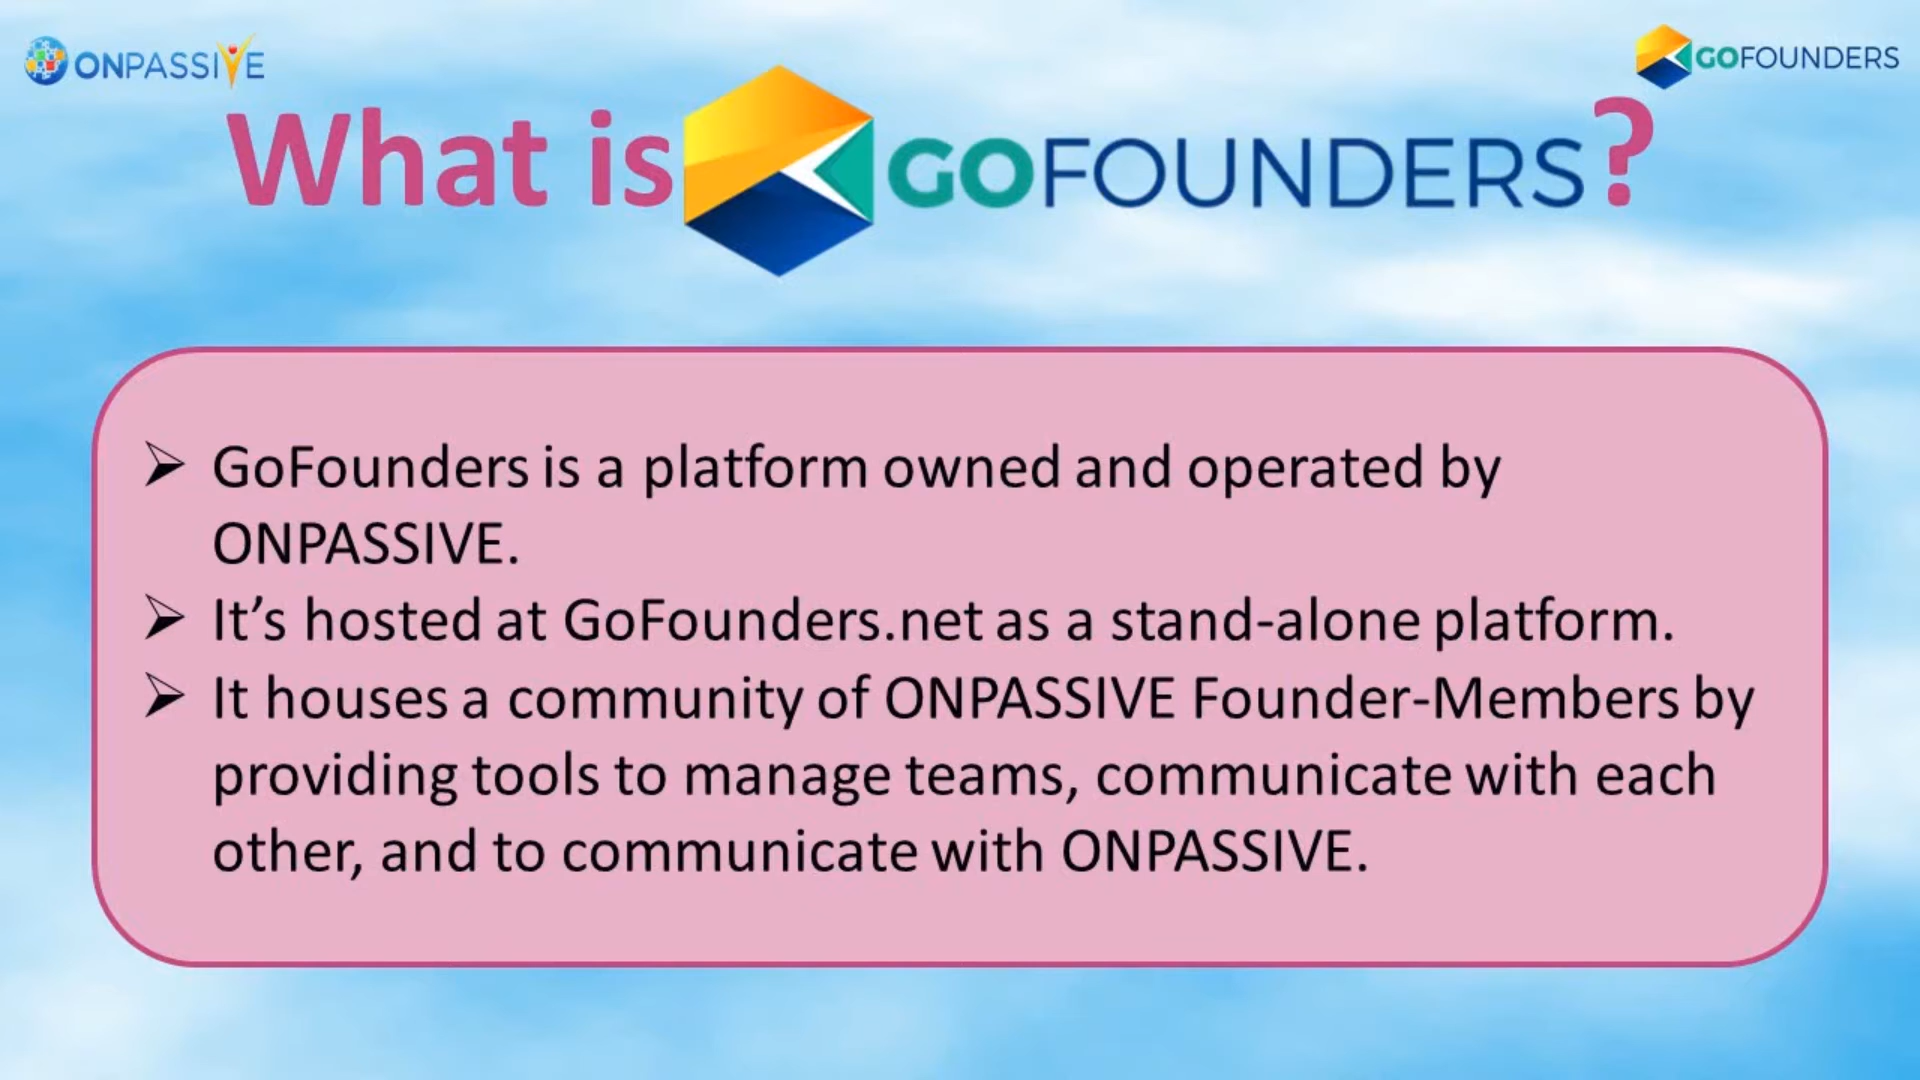 ONPASSIVE
GOFOUNDERS
What is GOFOUNDERS?
➢ GoFounders is a platform owned and operated by
ONPASSIVE.
➢ It’s hosted at GoFounders.net as a stand-alone platform.
➢ It houses a community of ONPASSIVE Founder-Members by
providing tools to manage teams, communicate with each
other, and to communicate with ONPASSIVE.